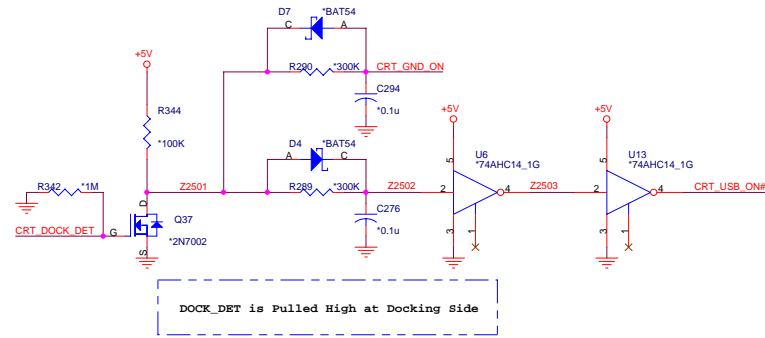 D7 *BAT54
C A
+5V
R290 *300K CRT_GND_ON
C294
*0.1u
R344
*100K
+5V
+5V
D4 *BAT54
A C
U6
*74AHC14_1G
U13
*74AHC14_1G
5
5
R342 *1M
Z2501
R289 *300K
Z2502
2 4
Z2503
2 4
CRT_USB_ON#
D
Q37
C276
*0.1u
CRT_DOCK_DET
G
*2N7002
S
3 1
3 1
DOCK_DET is Pulled High at Docking Side